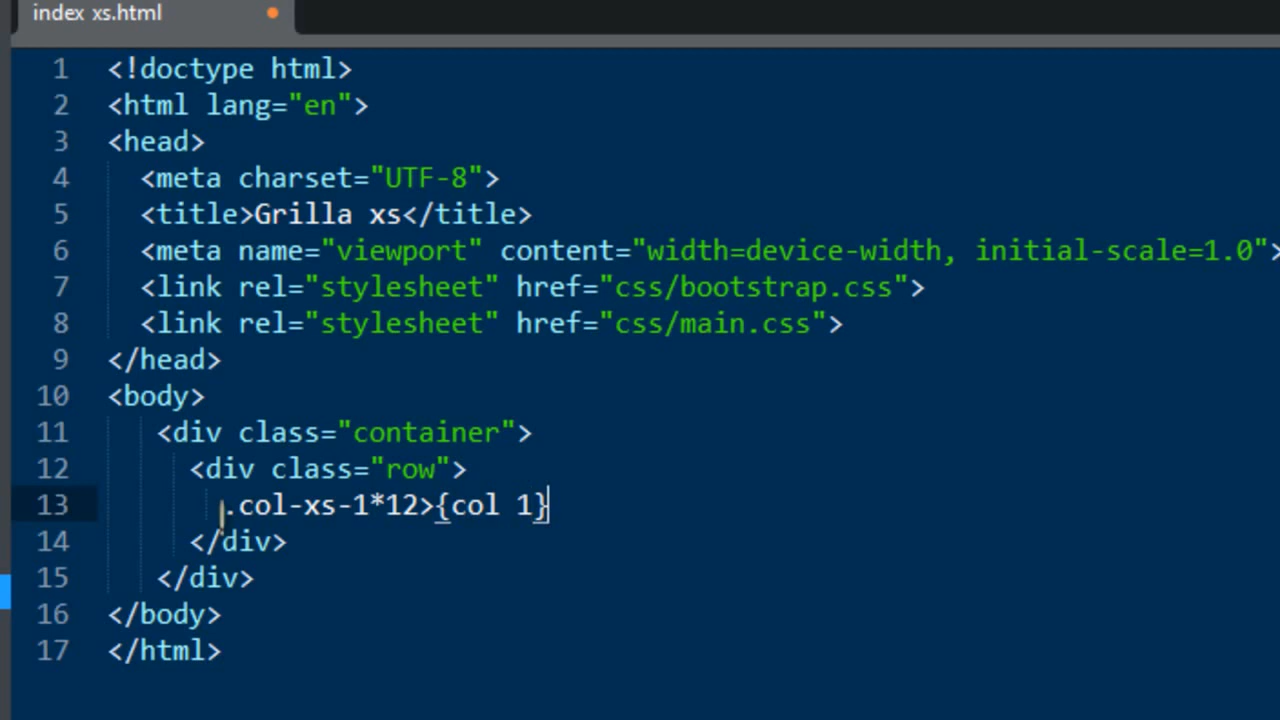 index xs.html
1 <!doctype html>
2 <html lang="en">
3 <head>
4 <meta charset="UTF-8">
5 <title>Grilla xs</title>
6 <meta name="viewport" content="width=device-width, initial-scale=1.0">
7 <link rel="stylesheet" href="css/bootstrap.css">
8 <link rel="stylesheet" href="css/main.css">
9 </head>
10 <body>
11 <div class="container">
12 <div class="row">
13 .col-xs-1*12>{col 1}
14 </div>
15 </div>
16 </body>
17 </html>